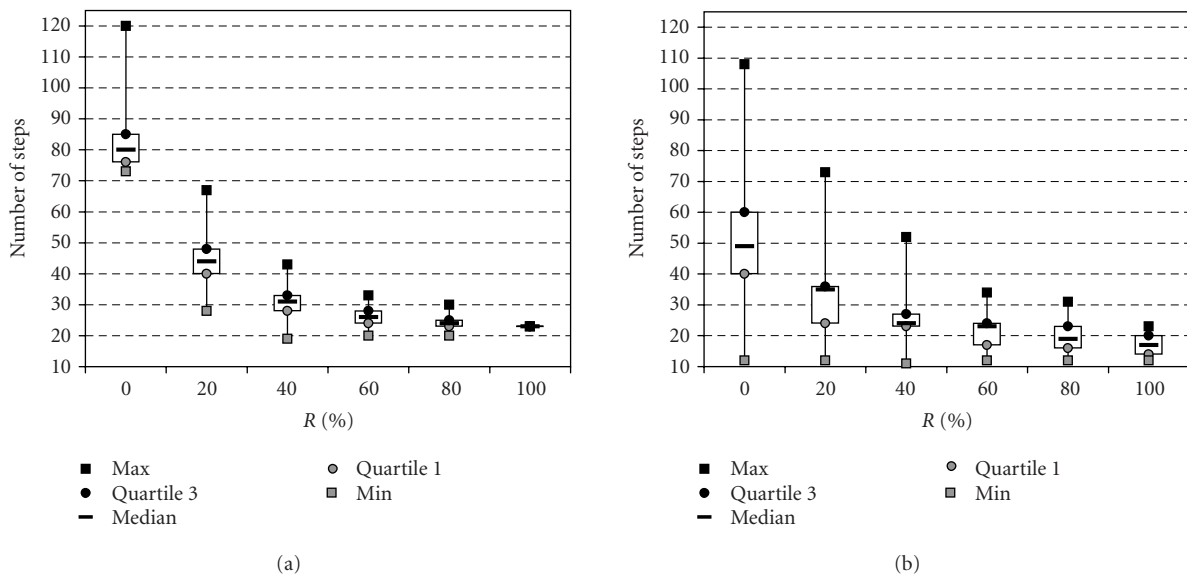 120
110
100
90
80
70
60
50
40
30
20
10
Number of steps
0 20 40 60 80 100
R (%)
Max
Quartile 3
Median
Quartile 1
Min
(a)
120
110
100
90
80
70
60
50
40
30
20
10
Number of steps
0 20 40 60 80 100
R (%)
Max
Quartile 3
Median
Quartile 1
Min
(b)